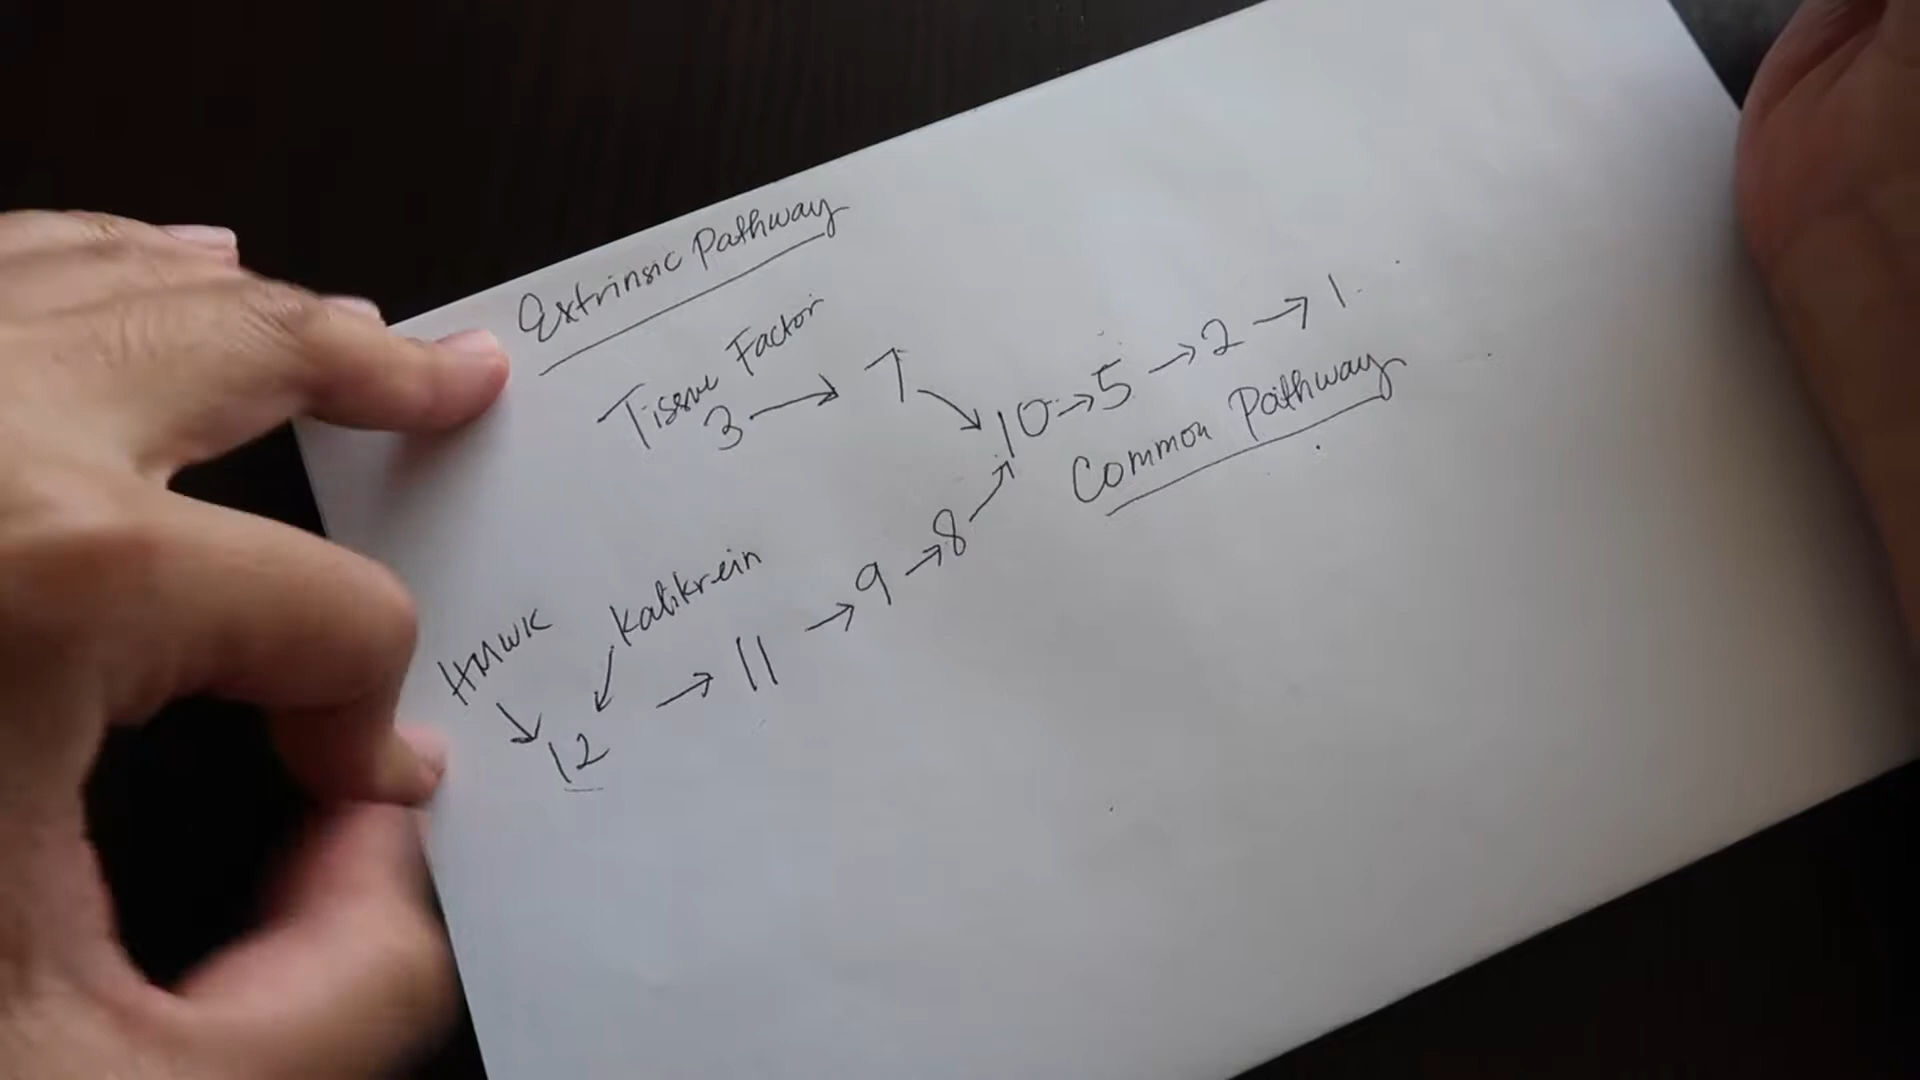 Extrinsic Pathway
Tissue Factor
3 → 7
10 → 5 → 2 → 1
Common Pathway
HMWK
Kalikrein
12 → 11 → 9 → 8